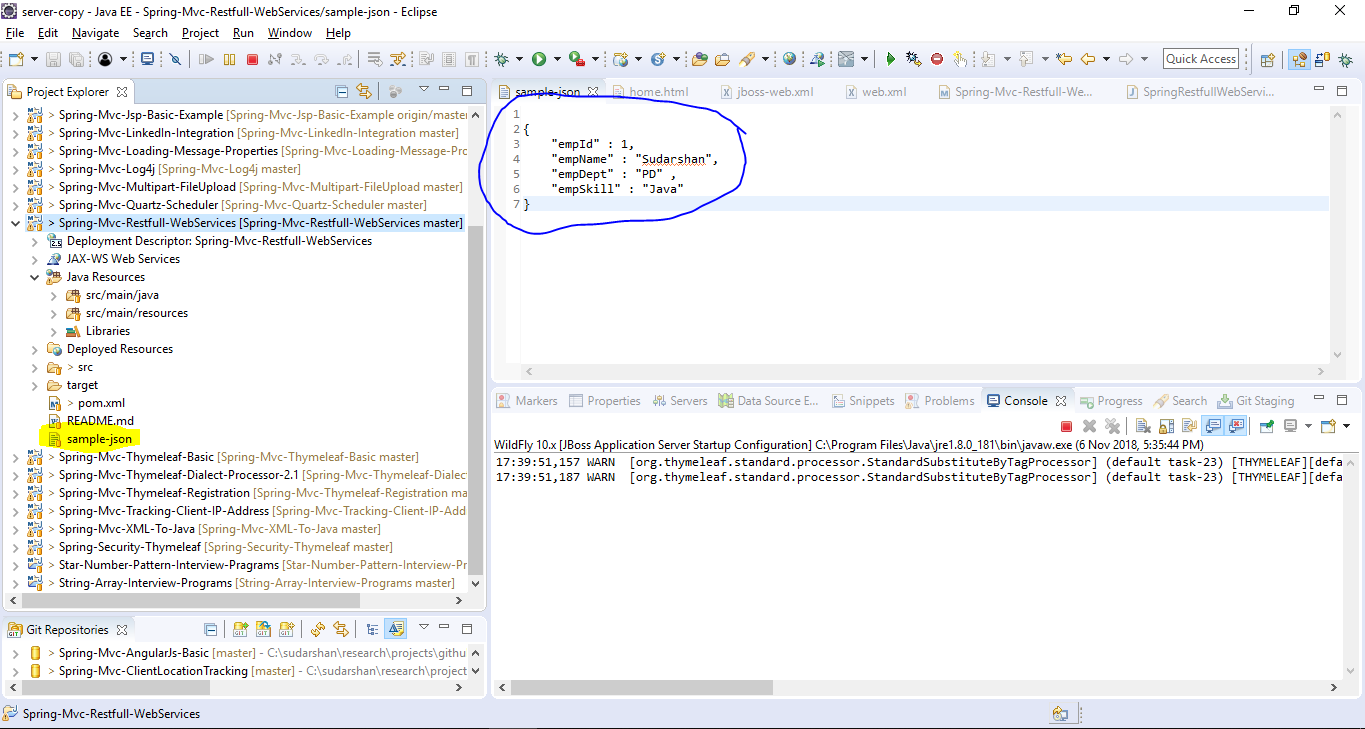 server-copy - Java EE - Spring-Mvc-Restfull-WebServices/sample-json - Eclipse
File Edit Navigate Search Project Run Window Help
Quick Access
Project Explorer
> Spring-Mvc-Jsp-Basic-Example [Spring-Mvc-Jsp-Basic-Example origin/master
> Spring-Mvc-LinkedIn-Integration [Spring-Mvc-LinkedIn-Integration master]
> Spring-Mvc-Loading-Message-Properties [Spring-Mvc-Loading-Message-Pro
> Spring-Mvc-Log4j [Spring-Mvc-Log4j master]
> Spring-Mvc-Multipart-FileUpload [Spring-Mvc-Multipart-FileUpload master]
> Spring-Mvc-Quartz-Scheduler [Spring-Mvc-Quartz-Scheduler master]
> Spring-Mvc-Restfull-WebServices [Spring-Mvc-Restfull-WebServices master]
Deployment Descriptor: Spring-Mvc-Restfull-WebServices
JAX-WS Web Services
Java Resources
src/main/java
src/main/resources
Libraries
Deployed Resources
> src
target
> pom.xml
README.md
sample-json
> Spring-Mvc-Thymeleaf-Basic [Spring-Mvc-Thymeleaf-Basic master]
> Spring-Mvc-Thymeleaf-Dialect-Processor-2.1 [Spring-Mvc-Thymeleaf-Dialec
> Spring-Mvc-Thymeleaf-Registration [Spring-Mvc-Thymeleaf-Registration ma
> Spring-Mvc-Tracking-Client-IP-Address [Spring-Mvc-Tracking-Client-IP-Add
> Spring-Mvc-XML-To-Java [Spring-Mvc-XML-To-Java master]
> Spring-Security-Thymeleaf [Spring-Security-Thymeleaf master]
> Star-Number-Pattern-Interview-Pragrams [Star-Number-Pattern-Interview-Pr
> String-Array-Interview-Programs [String-Array-Interview-Programs master]
Git Repositories
> Spring-Mvc-AngularJs-Basic [master] - C:\sudarshan\research\projects\githu
> Spring-Mvc-ClientLocationTracking [master] - C:\sudarshan\research\project
sample-json home.html jboss-web.xml web.xml Spring-Mvc-Restfull-We... SpringRestfullWebServi...
1
2 {
3 "empId" : 1,
4 "empName" : "Sudarshan",
5 "empDept" : "PD" ,
6 "empSkill" : "Java"
7 }
Markers Properties Servers Data Source E... Snippets Problems Console Progress Search Git Staging
WildFly 10.x [JBoss Application Server Startup Configuration] C:\Program Files\Java\jre1.8.0_181\bin\javaw.exe (6 Nov 2018, 5:35:44 PM)
17:39:51,157 WARN [org.thymeleaf.standard.processor.StandardSubstituteByTagProcessor] (default task-23) [THYMELEAF][defa
17:39:51,187 WARN [org.thymeleaf.standard.processor.StandardSubstituteByTagProcessor] (default task-23) [THYMELEAF][defa
Spring-Mvc-Restfull-WebServices